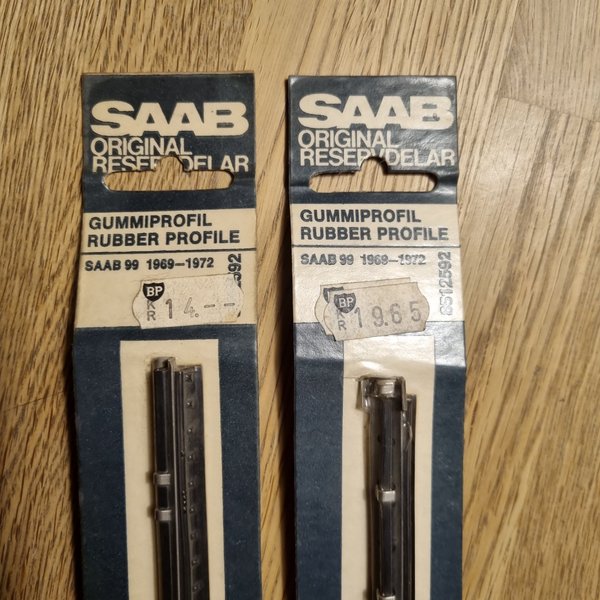 SAAB
ORIGINAL
RESERVDELAR
GUMMIPROFIL
RUBBER PROFILE
SAAB 99 1969–1972
BP
KR 14.--
SAAB
ORIGINAL
RESERVDELAR
GUMMIPROFIL
RUBBER PROFILE
SAAB 99 1969–1972
8512592
BP
KR 19.65